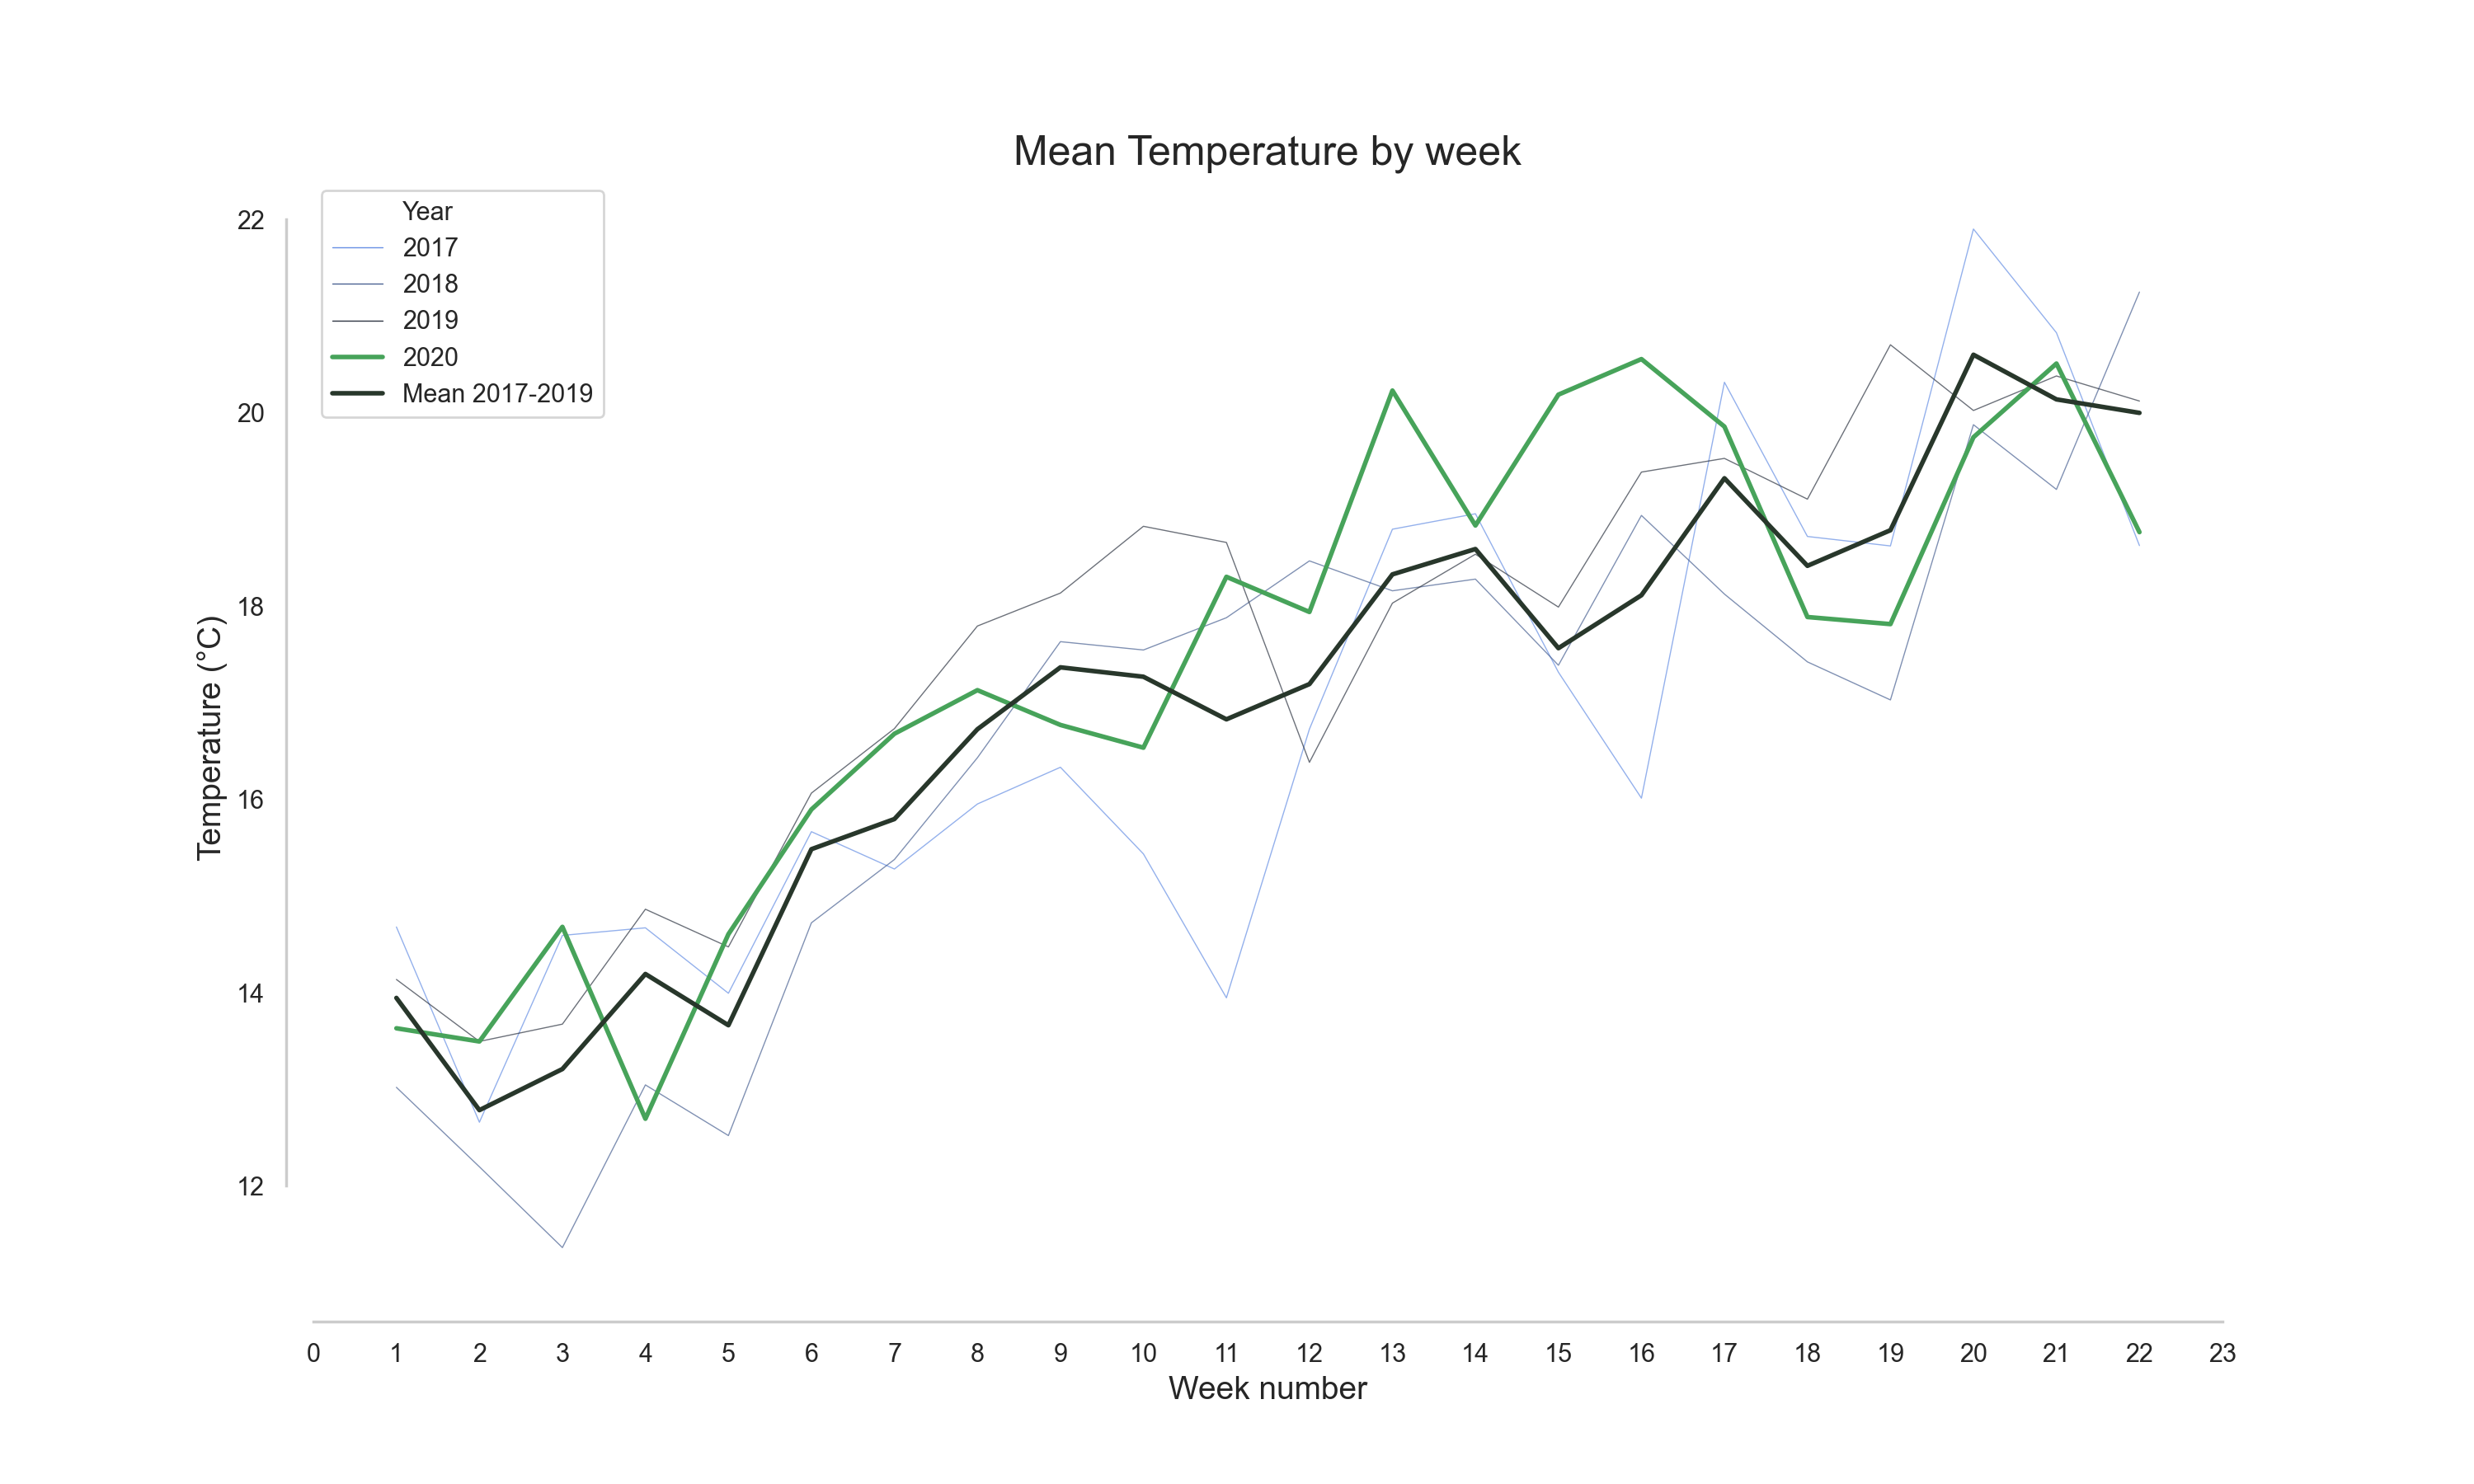 Mean Temperature by week
Year
2017
2018
2019
2020
Mean 2017-2019
22
20
18
16
14
12
Temperature (°C)
0 1 2 3 4 5 6 7 8 9 10 11 12 13 14 15 16 17 18 19 20 21 22 23
Week number